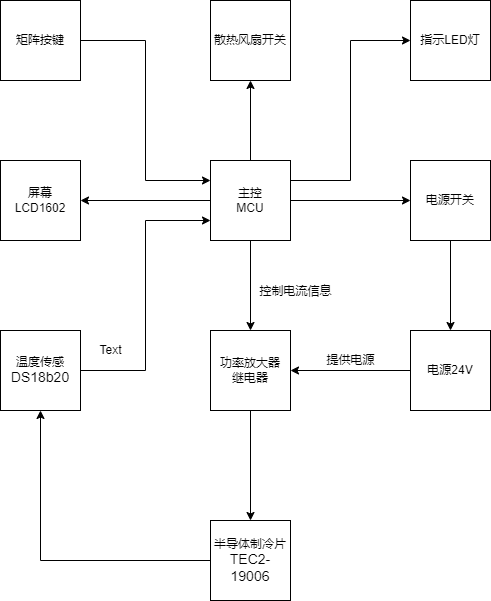 矩阵按键
散热风扇开关
指示LED灯
屏幕
LCD1602
主控
MCU
电源开关
控制电流信息
温度传感
DS18b20
Text
功率放大器
继电器
提供电源
电源24V
半导体制冷片
TEC2-
19006